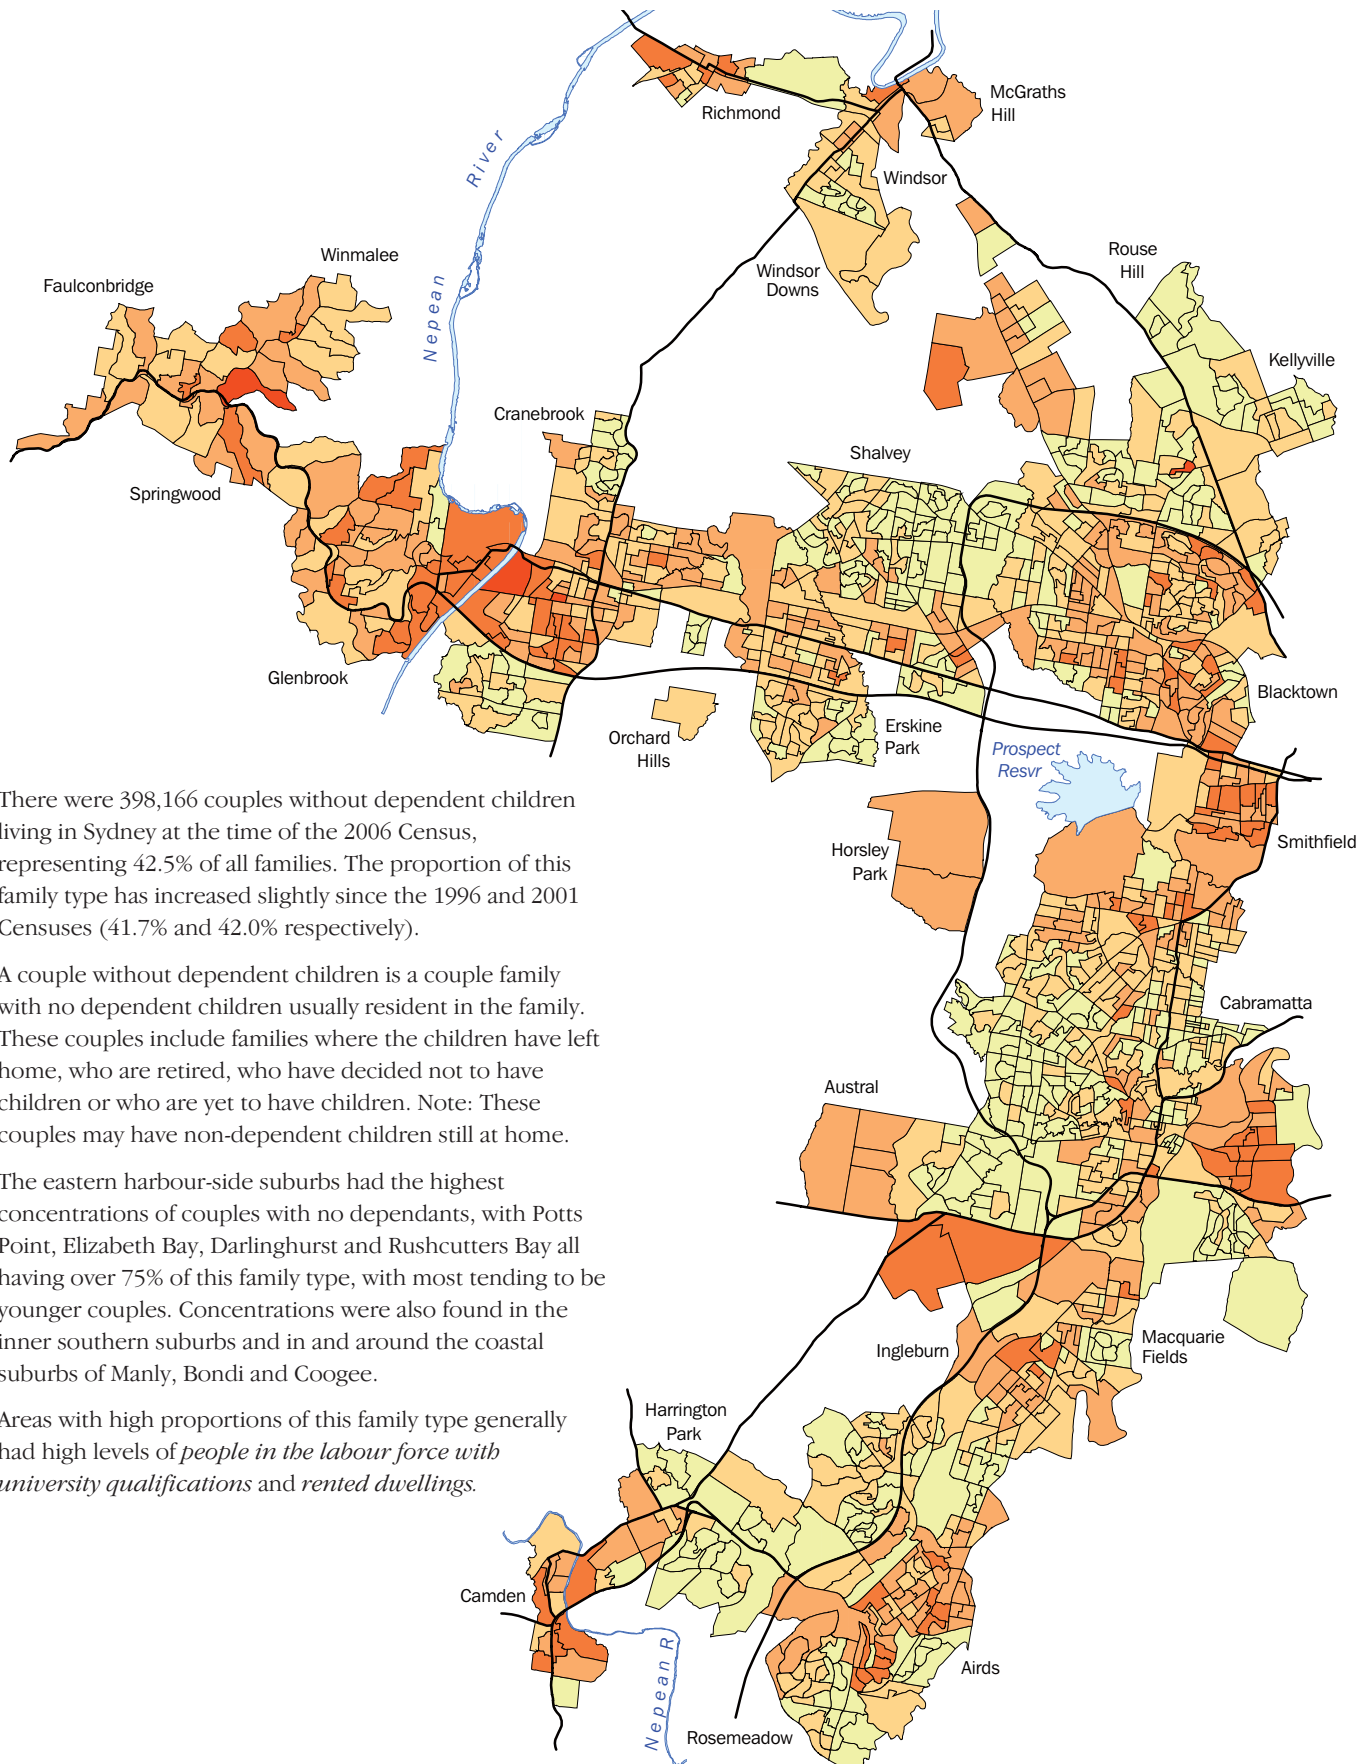 McGraths
Hill
Richmond
River
Windsor
Rouse
Hill
Winmalee
Faulconbridge
Windsor
Downs
Nepean
Kellyville
Cranebrook
Shalvey
Springwood
Glenbrook
Blacktown
Orchard
Hills
Erskine
Park
Prospect
Resvr
Smithfield
Horsley
Park
There were 398,166 couples without dependent children
living in Sydney at the time of the 2006 Census,
representing 42.5% of all families. The proportion of this
family type has increased slightly since the 1996 and 2001
Censuses (41.7% and 42.0% respectively).
A couple without dependent children is a couple family
with no dependent children usually resident in the family.
These couples include families where the children have left
home, who are retired, who have decided not to have
children or who are yet to have children. Note: These
couples may have non-dependent children still at home.
The eastern harbour-side suburbs had the highest
concentrations of couples with no dependants, with Potts
Point, Elizabeth Bay, Darlinghurst and Rushcutters Bay all
having over 75% of this family type, with most tending to be
younger couples. Concentrations were also found in the
inner southern suburbs and in and around the coastal
suburbs of Manly, Bondi and Coogee.
Areas with high proportions of this family type generally
had high levels of people in the labour force with
university qualifications and rented dwellings.
Cabramatta
Austral
Macquarie
Fields
Ingleburn
Harrington
Park
Camden
Airds
Nepean R
Rosemeadow